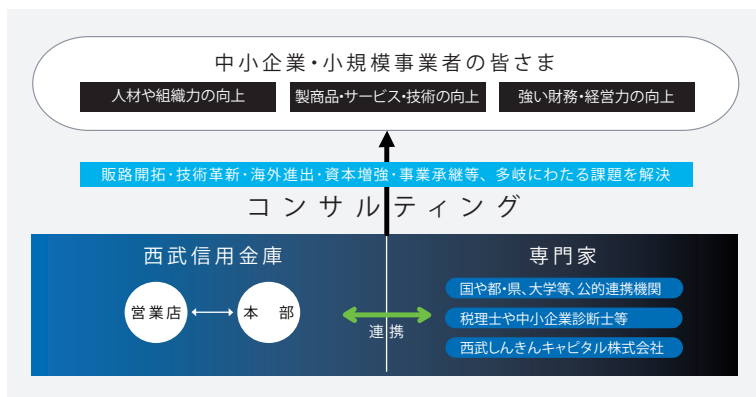 中小企業・小規模事業者の皆さま
人材や組織力の向上
製商品・サービス・技術の向上
強い財務・経営力の向上
販路開拓・技術革新・海外進出・資本増強・事業承継等、多岐にわたる課題を解決
コンサルティング
西武信用金庫
営業店
本　部
連携
専門家
国や都・県、大学等、公的連携機関
税理士や中小企業診断士等
西武しんきんキャピタル株式会社